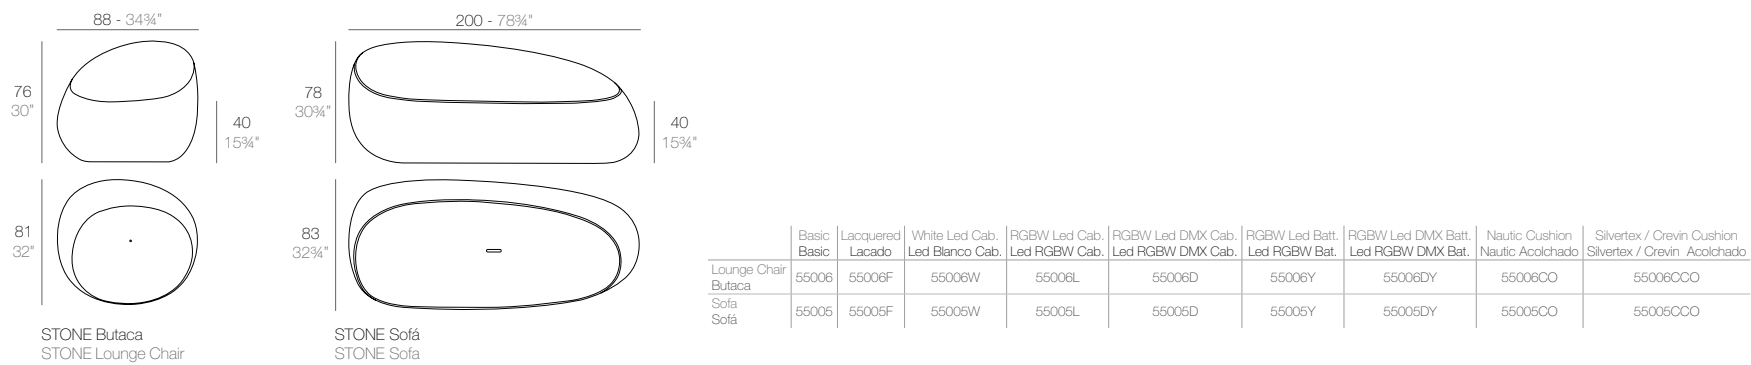 88 - 34¾"
76
30"
40
15¾"
81
32"
STONE Butaca
STONE Lounge Chair
200 - 78¾"
78
30¾"
40
15¾"
83
32¾"
STONE Sofá
STONE Sofa
Basic Lacquered White Led Cab. RGBW Led Cab. RGBW Led DMX Cab. RGBW Led Batt. RGBW Led DMX Batt. Nautic Cushion Silvertex / Crevin Cushion
Basic Lacado Led Blanco Cab. Led RGBW Cab. Led RGBW DMX Cab. Led RGBW Bat. Led RGBW DMX Bat. Nautic Acolchado Silvertex / Crevin Acolchado
Lounge Chair
Butaca
55006 55006F 55006W 55006L 55006D 55006Y 55006DY 55006CO 55006CCO
Sofa
Sofá
55005 55005F 55005W 55005L 55005D 55005Y 55005DY 55005CO 55005CCO